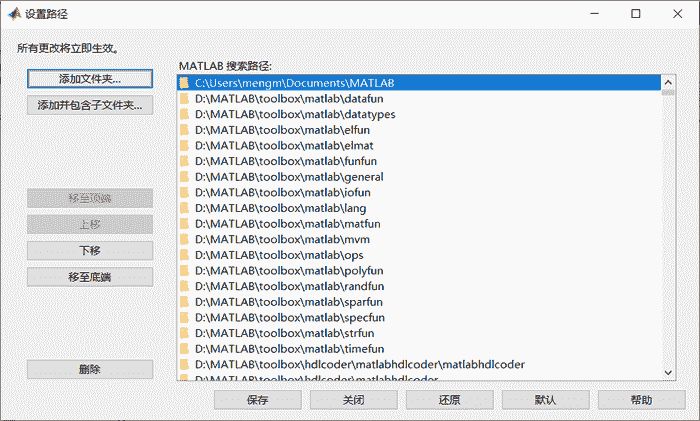 设置路径
所有更改将立即生效。
添加文件夹...
添加并包含子文件夹...
移至顶端
上移
下移
移至底端
删除
MATLAB 搜索路径:
C:\Users\mengm\Documents\MATLAB
D:\MATLAB\toolbox\matlab\datafun
D:\MATLAB\toolbox\matlab\datatypes
D:\MATLAB\toolbox\matlab\elfun
D:\MATLAB\toolbox\matlab\elmat
D:\MATLAB\toolbox\matlab\funfun
D:\MATLAB\toolbox\matlab\general
D:\MATLAB\toolbox\matlab\iofun
D:\MATLAB\toolbox\matlab\lang
D:\MATLAB\toolbox\matlab\matfun
D:\MATLAB\toolbox\matlab\mvm
D:\MATLAB\toolbox\matlab\ops
D:\MATLAB\toolbox\matlab\polyfun
D:\MATLAB\toolbox\matlab\randfun
D:\MATLAB\toolbox\matlab\sparfun
D:\MATLAB\toolbox\matlab\specfun
D:\MATLAB\toolbox\matlab\strfun
D:\MATLAB\toolbox\matlab\timefun
D:\MATLAB\toolbox\hdlcoder\matlabhdlcoder\matlabhdlcoder
D:\MATLAB\toolbox\hdlcoder\matlabhdlcoder
保存 关闭 还原 默认 帮助